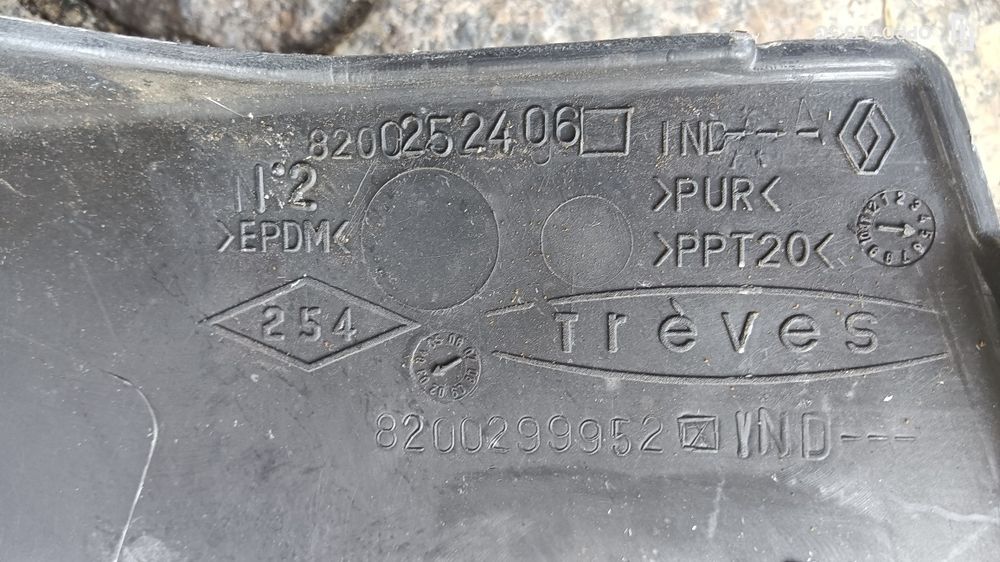 8200252406 IND---A
N°2
>PUR<
>EPDM<
>PPT20<
254
Trèves
8200299952 IND---